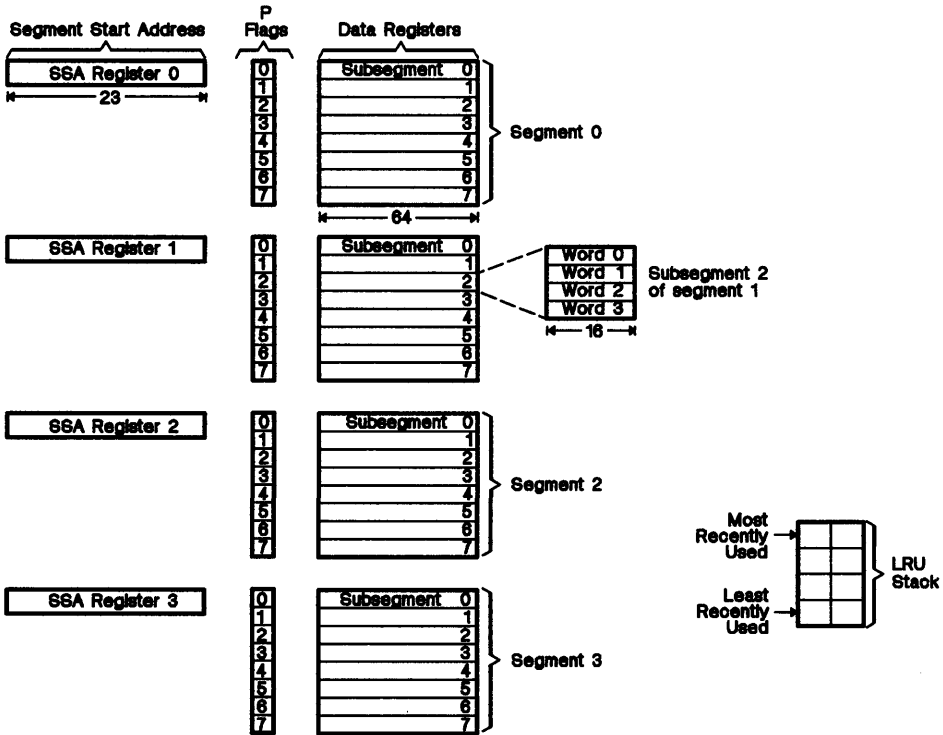 Segment Start Address
P
Flags
Data Registers
SSA Register 0
23
0
1
2
3
4
5
6
7
Subsegment 0
1
2
3
4
5
6
7
64
Segment 0
SSA Register 1
0
1
2
3
4
5
6
7
Subsegment 0
1
2
3
4
5
6
7
Word 0
Word 1
Word 2
Word 3
16
Subsegment 2
of segment 1
SSA Register 2
0
1
2
3
4
5
6
7
Subsegment 0
1
2
3
4
5
6
7
Segment 2
SSA Register 3
0
1
2
3
4
5
6
7
Subsegment 0
1
2
3
4
5
6
7
Segment 3
Most
Recently
Used
Least
Recently
Used
LRU
Stack